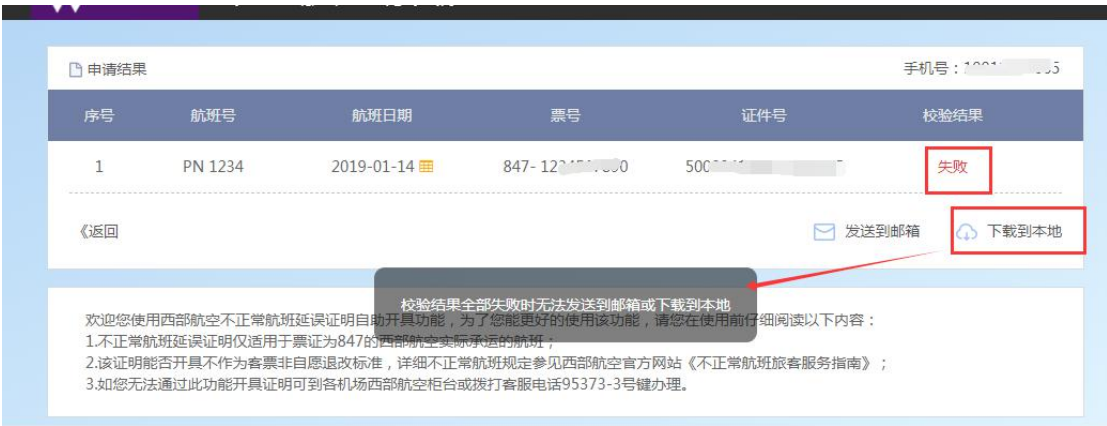 申请结果
手机号：
序号 航班号 航班日期 票号 证件号 校验结果
1 PN 1234 2019-01-14 847- 失败
《返回 发送到邮箱 下载到本地
校验结果全部失败时无法发送到邮箱或下载到本地
欢迎您使用西部航空不正常航班延误证明自助开具功能，为了您能更好的使用该功能，请您在使用前仔细阅读以下内容：
1.不正常航班延误证明仅适用于票证为847的西部航空实际承运的航班；
2.该证明能否开具不作为客票非自愿退改标准，详细不正常航班规定参见西部航空官方网站《不正常航班旅客服务指南》；
3.如您无法通过此功能开具证明可到各机场西部航空柜台或拨打客服电话95373-3号键办理。